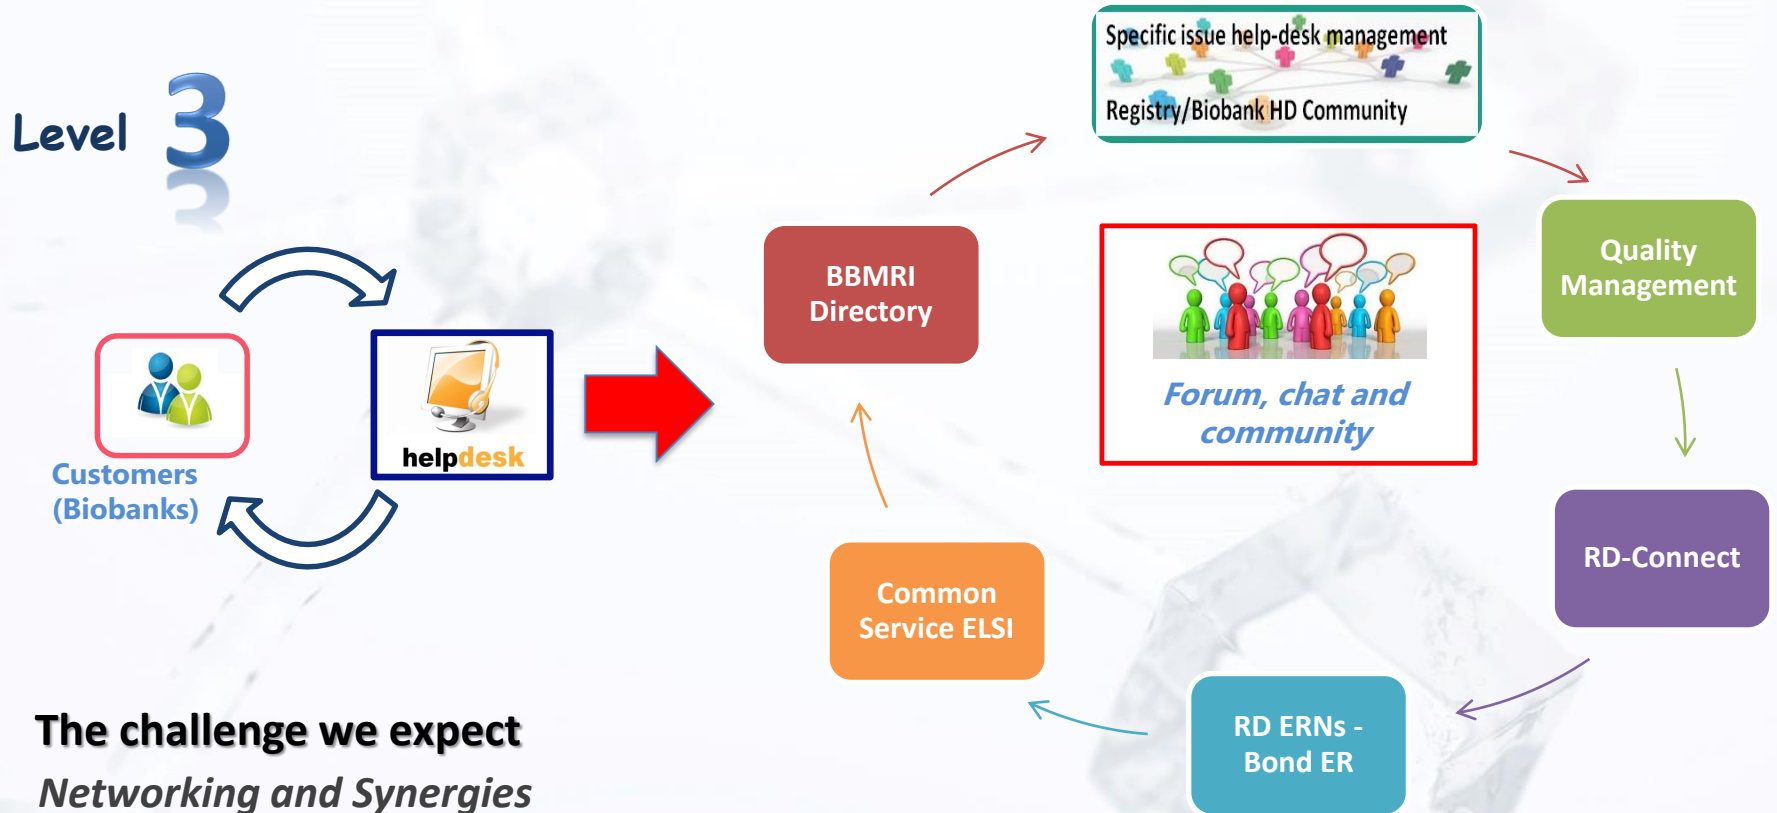 Level 3
Specific issue help-desk management
Registry/Biobank HD Community
BBMRI
Directory
Quality
Management
helpdesk
Customers
(Biobanks)
Forum, chat and
community
RD-Connect
Common
Service ELSI
RD ERNs -
Bond ER
The challenge we expect
Networking and Synergies